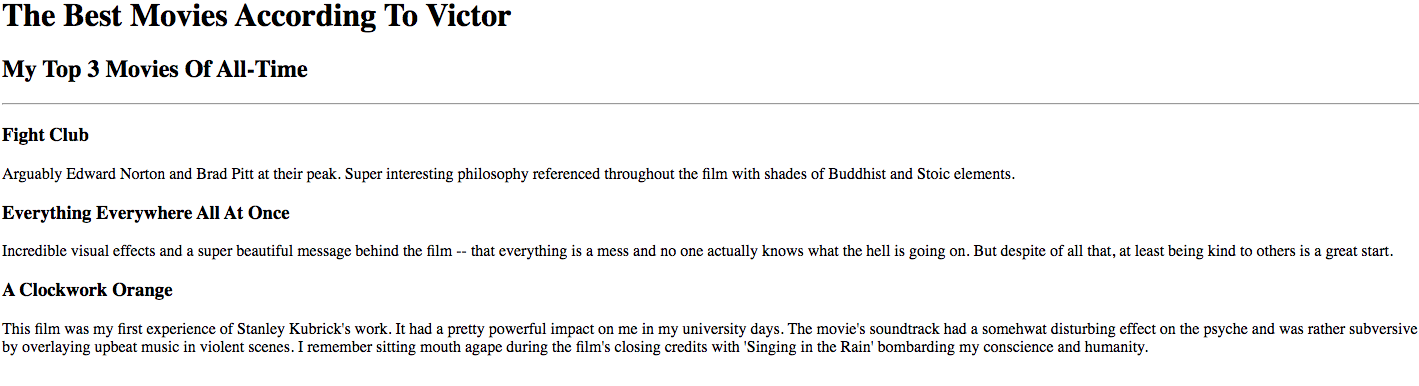 The Best Movies According To Victor
My Top 3 Movies Of All-Time
Fight Club
Arguably Edward Norton and Brad Pitt at their peak. Super interesting philosophy referenced throughout the film with shades of Buddhist and Stoic elements.
Everything Everywhere All At Once
Incredible visual effects and a super beautiful message behind the film -- that everything is a mess and no one actually knows what the hell is going on. But despite of all that, at least being kind to others is a great start.
A Clockwork Orange
This film was my first experience of Stanley Kubrick's work. It had a pretty powerful impact on me in my university days. The movie's soundtrack had a somehwat disturbing effect on the psyche and was rather subversive
by overlaying upbeat music in violent scenes. I remember sitting mouth agape during the film's closing credits with 'Singing in the Rain' bombarding my conscience and humanity.